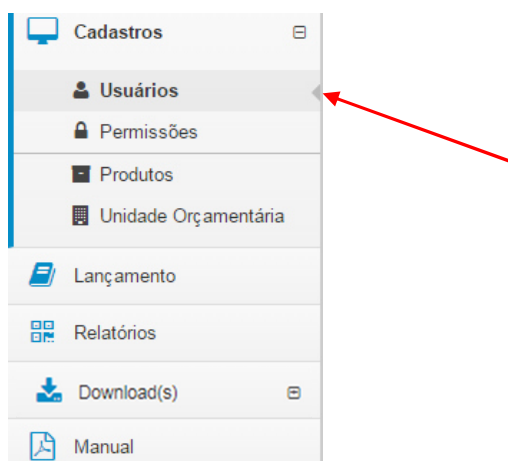 Cadastros
Usuários
Permissões
Produtos
Unidade Orçamentária
Lançamento
Relatórios
Download(s)
Manual